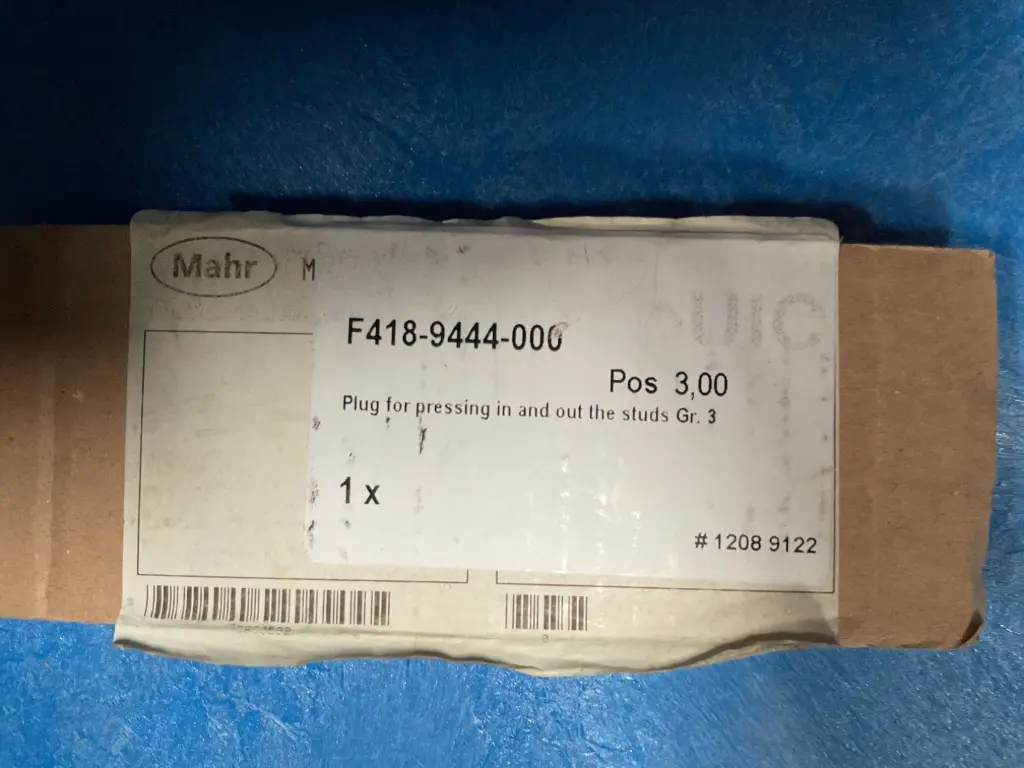 Mahr M
F418-9444-000
Pos 3,00
Plug for pressing in and out the studs Gr. 3
1 x
# 1208 9122